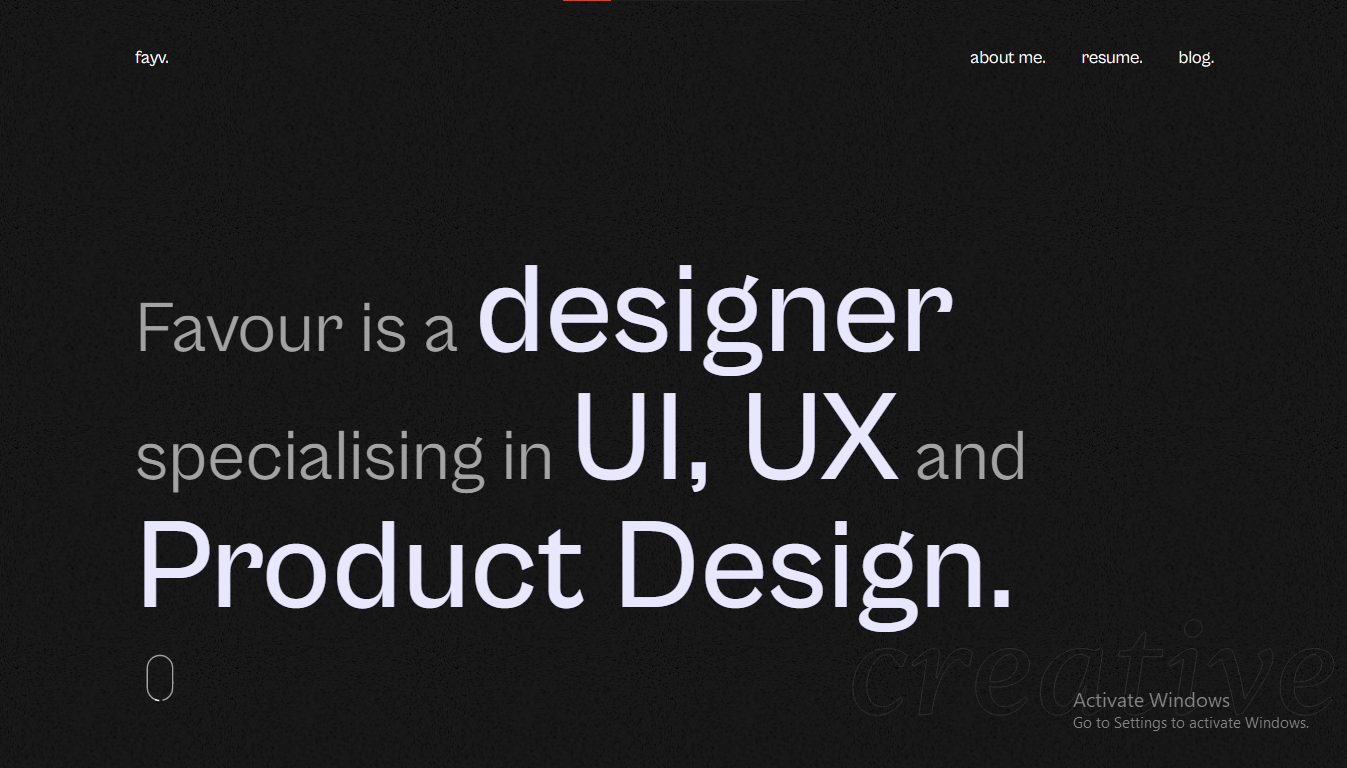 fayv.
about me. resume. blog.
Favour is a designer
specialising in UI, UX and
Product Design.
creative
Activate Windows
Go to Settings to activate Windows.